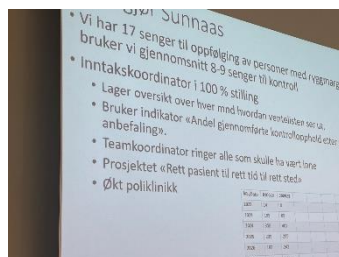 gjør Sunnaas
• Vi har 17 senger til oppfølging av personer med ryggmarg
bruker vi gjennomsnitt 8-9 senger til kontroll
• Inntakskoordinator i 100 % stilling
• Lager oversikt over hver mnd hvordan ventelisten ser ut.
• Bruker indikator «Andel gjennomførte kontrollopphold etter
anbefaling».
• Teamkoordinator ringer alle som skulle ha vært inne
• Prosjektet «Rett pasient til rett tid til rett sted»
• Økt poliklinikk